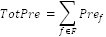 TotPre = ∑_{f∈F} Pre_f